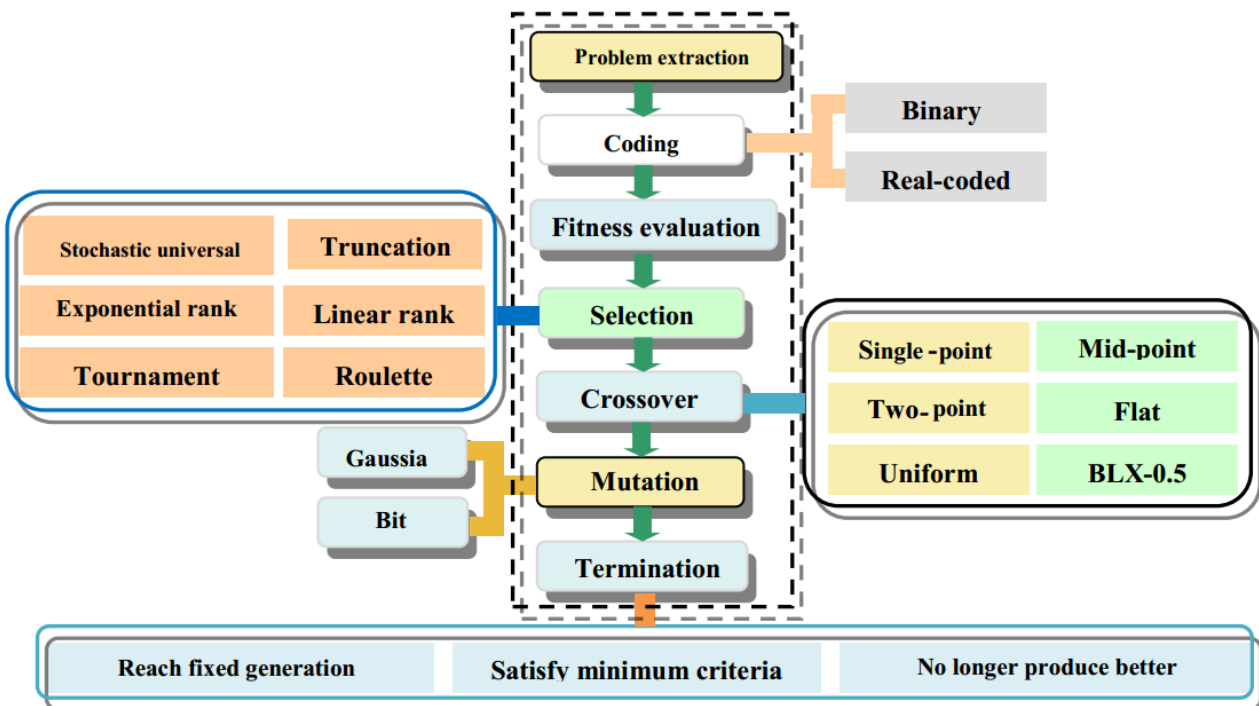 Problem extraction
Coding
Binary
Real-coded
Fitness evaluation
Stochastic universal
Truncation
Exponential rank
Linear rank
Tournament
Roulette
Selection
Crossover
Single-point
Mid-point
Two-point
Flat
Uniform
BLX-0.5
Gaussia
Bit
Mutation
Termination
Reach fixed generation
Satisfy minimum criteria
No longer produce better